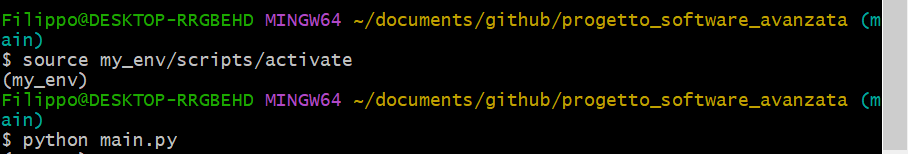 Filippo@DESKTOP-RRGBEHD MINGW64 ~/documents/github/progetto_software_avanzata (m
ain)
$ source my_env/scripts/activate
(my_env)
Filippo@DESKTOP-RRGBEHD MINGW64 ~/documents/github/progetto_software_avanzata (m
ain)
$ python main.py